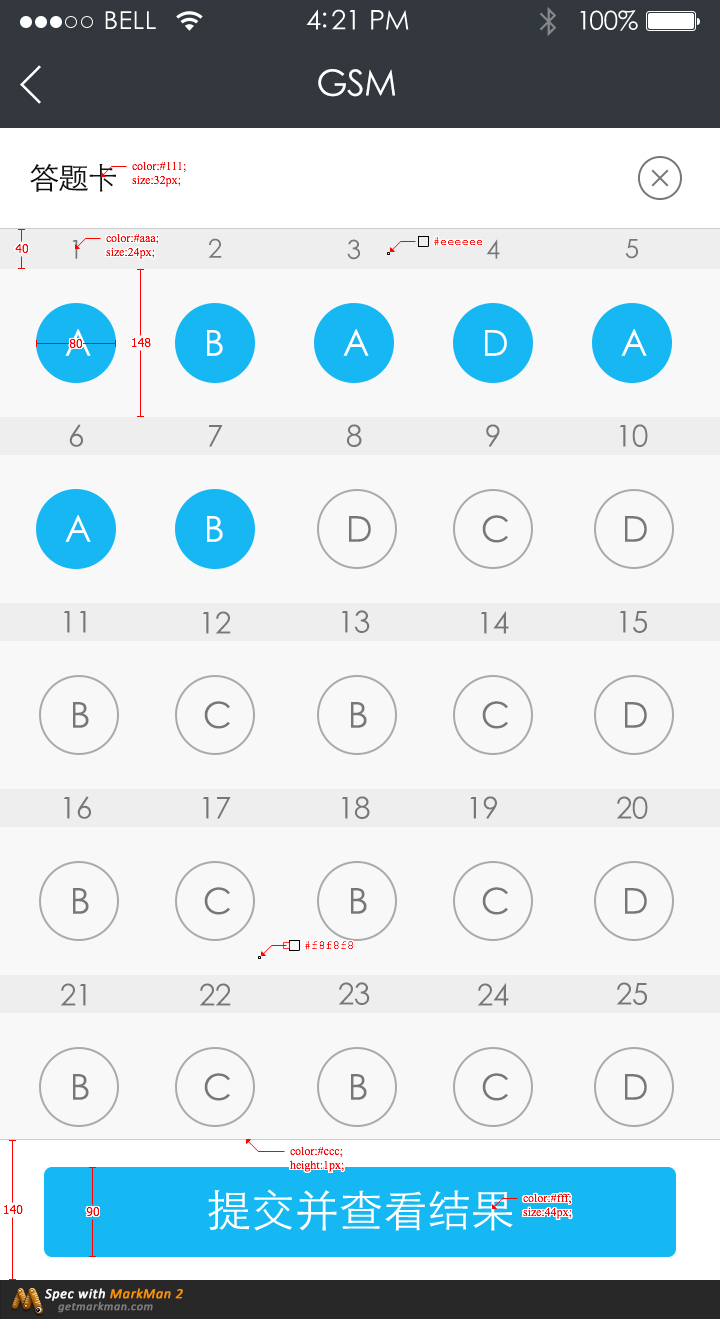 BELL 4:21 PM 100%
GSM
答题卡
color:#111;
size:32px;
40 1 2 3 4 5
color:#aaa;
size:24px;
#eeeeee
A B A D A
80
148
6 7 8 9 10
A B D C D
11 12 13 14 15
B C B C D
16 17 18 19 20
B C B C D
#f8f8f8
21 22 23 24 25
B C B C D
color:#ccc;
height:1px;
140
90
提交并查看结果
color:#fff;
size:44px;
Spec with MarkMan 2
getmarkman.com